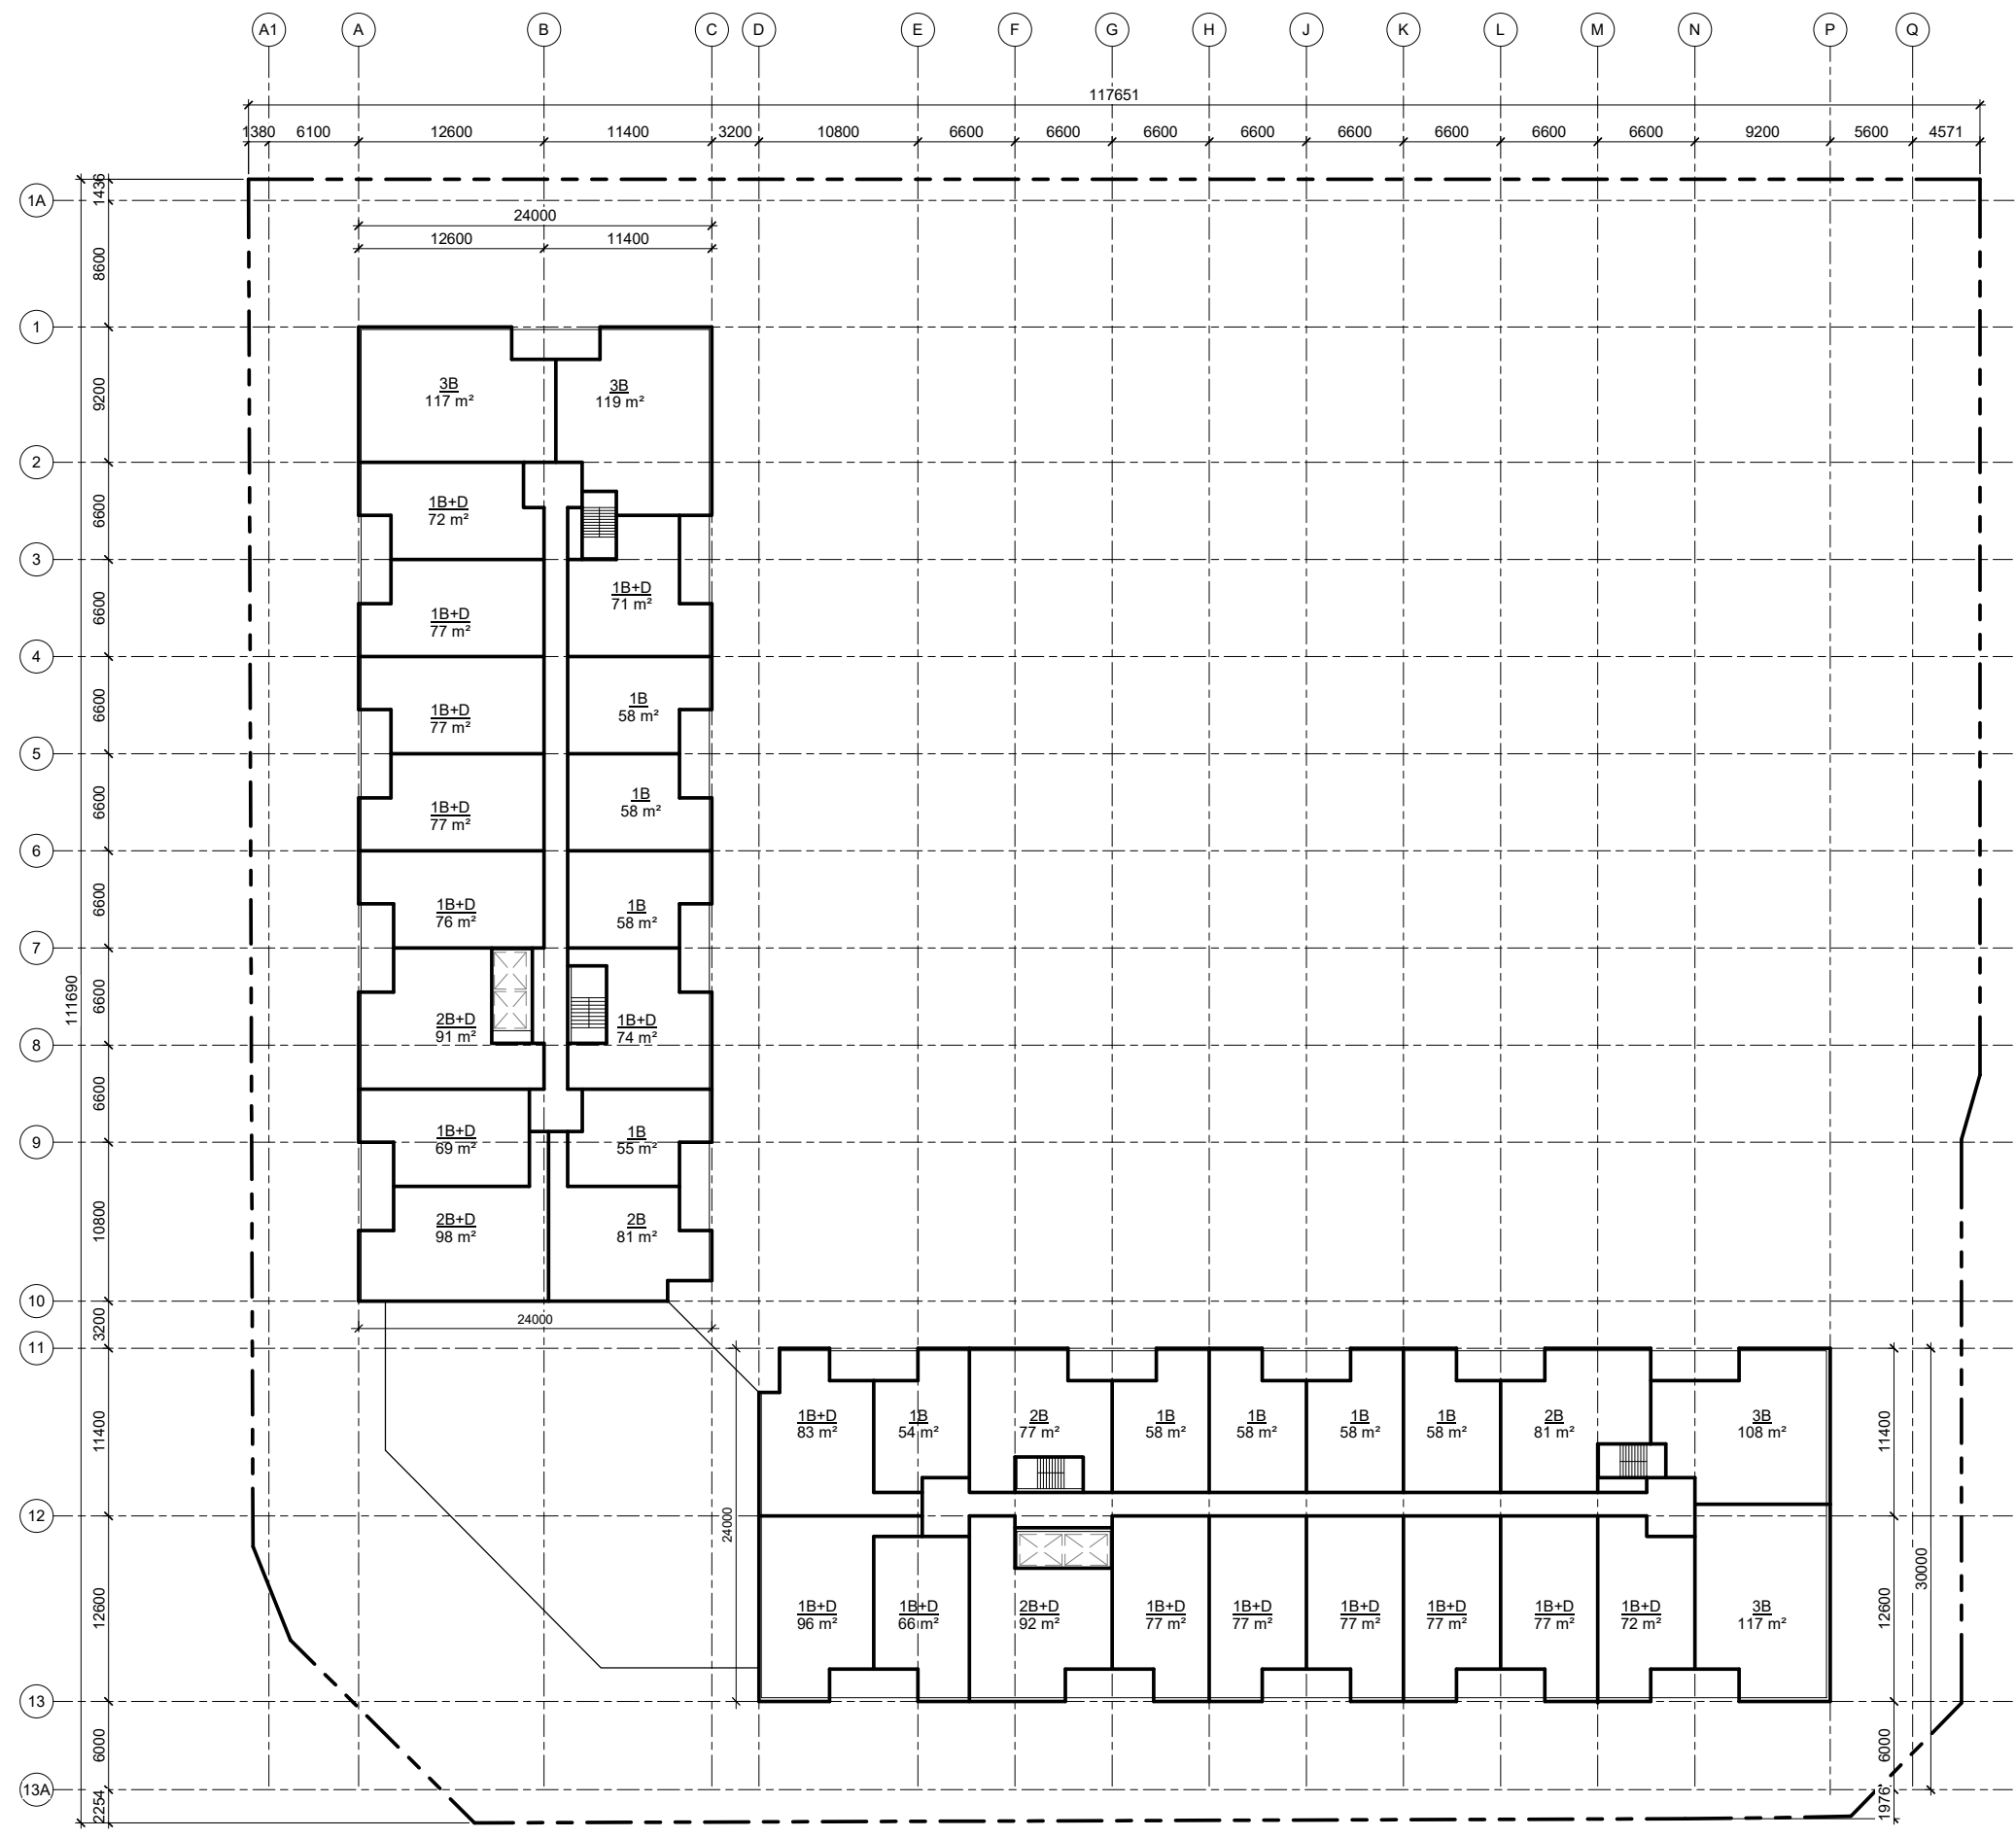 A1 A B C D E F G H J K L M N P Q
117651
1380 6100 12600 11400 3200 10800 6600 6600 6600 6600 6600 6600 6600 6600 9200 5600 4571
1A
1436
24000
12600 11400
8600
1
9200
3B
117 m²
3B
119 m²
2
6600
1B+D
72 m²
3
6600
1B+D
77 m²
1B+D
71 m²
4
6600
1B+D
77 m²
1B
58 m²
5
6600
1B+D
77 m²
1B
58 m²
6
6600
1B+D
76 m²
1B
58 m²
7
111690
6600
2B+D
91 m²
1B+D
74 m²
8
6600
1B+D
69 m²
1B
55 m²
9
10800
2B+D
98 m²
2B
81 m²
10
3200
24000
11
11400
1B+D
83 m²
1B
54 m²
2B
77 m²
1B
58 m²
1B
58 m²
1B
58 m²
1B
58 m²
2B
81 m²
3B
108 m²
11400
12
24000
30000
12600
1B+D
96 m²
1B+D
66 m²
2B+D
92 m²
1B+D
77 m²
1B+D
77 m²
1B+D
77 m²
1B+D
77 m²
1B+D
77 m²
1B+D
72 m²
3B
117 m²
12600
13
6000
6000
13A
2254
1976